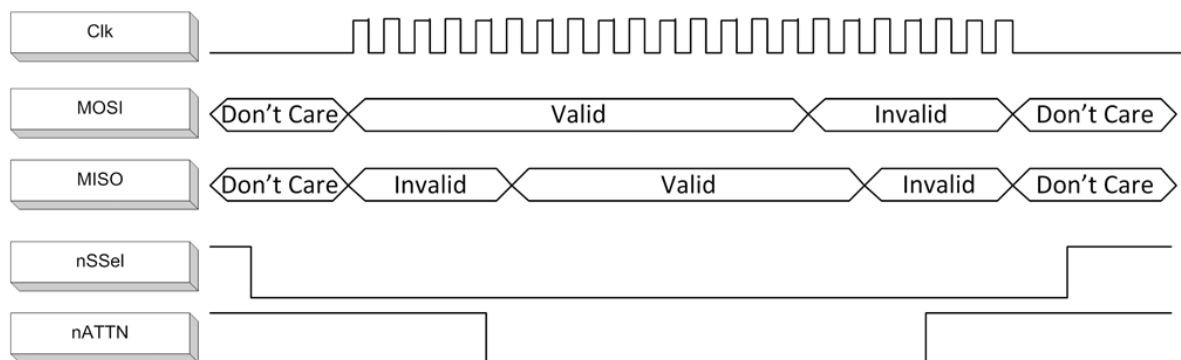 Clk
MOSI
Don't Care Valid Invalid Don't Care
MISO
Don't Care Invalid Valid Invalid Don't Care
nSSel
nATTN